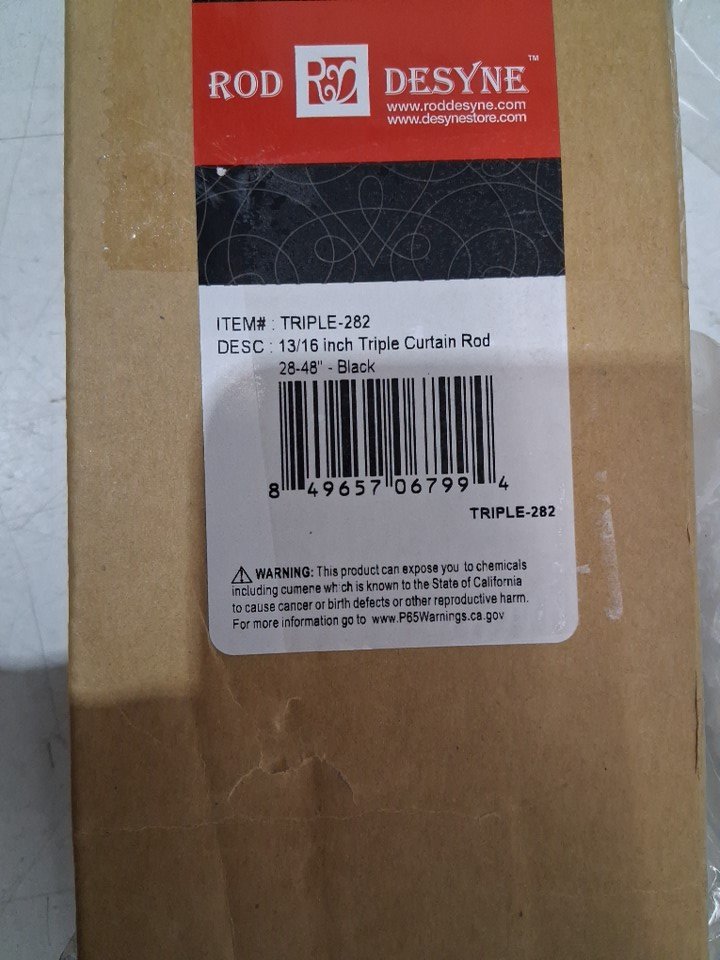 ROD RD DESYNE™
www.roddesyne.com
www.desynestore.com
ITEM# : TRIPLE-282
DESC : 13/16 inch Triple Curtain Rod
28-48" - Black
8 49657 06799 4
TRIPLE-282
⚠ WARNING: This product can expose you to chemicals
including cumene which is known to the State of California
to cause cancer or birth defects or other reproductive harm.
For more information go to www.P65Warnings.ca.gov